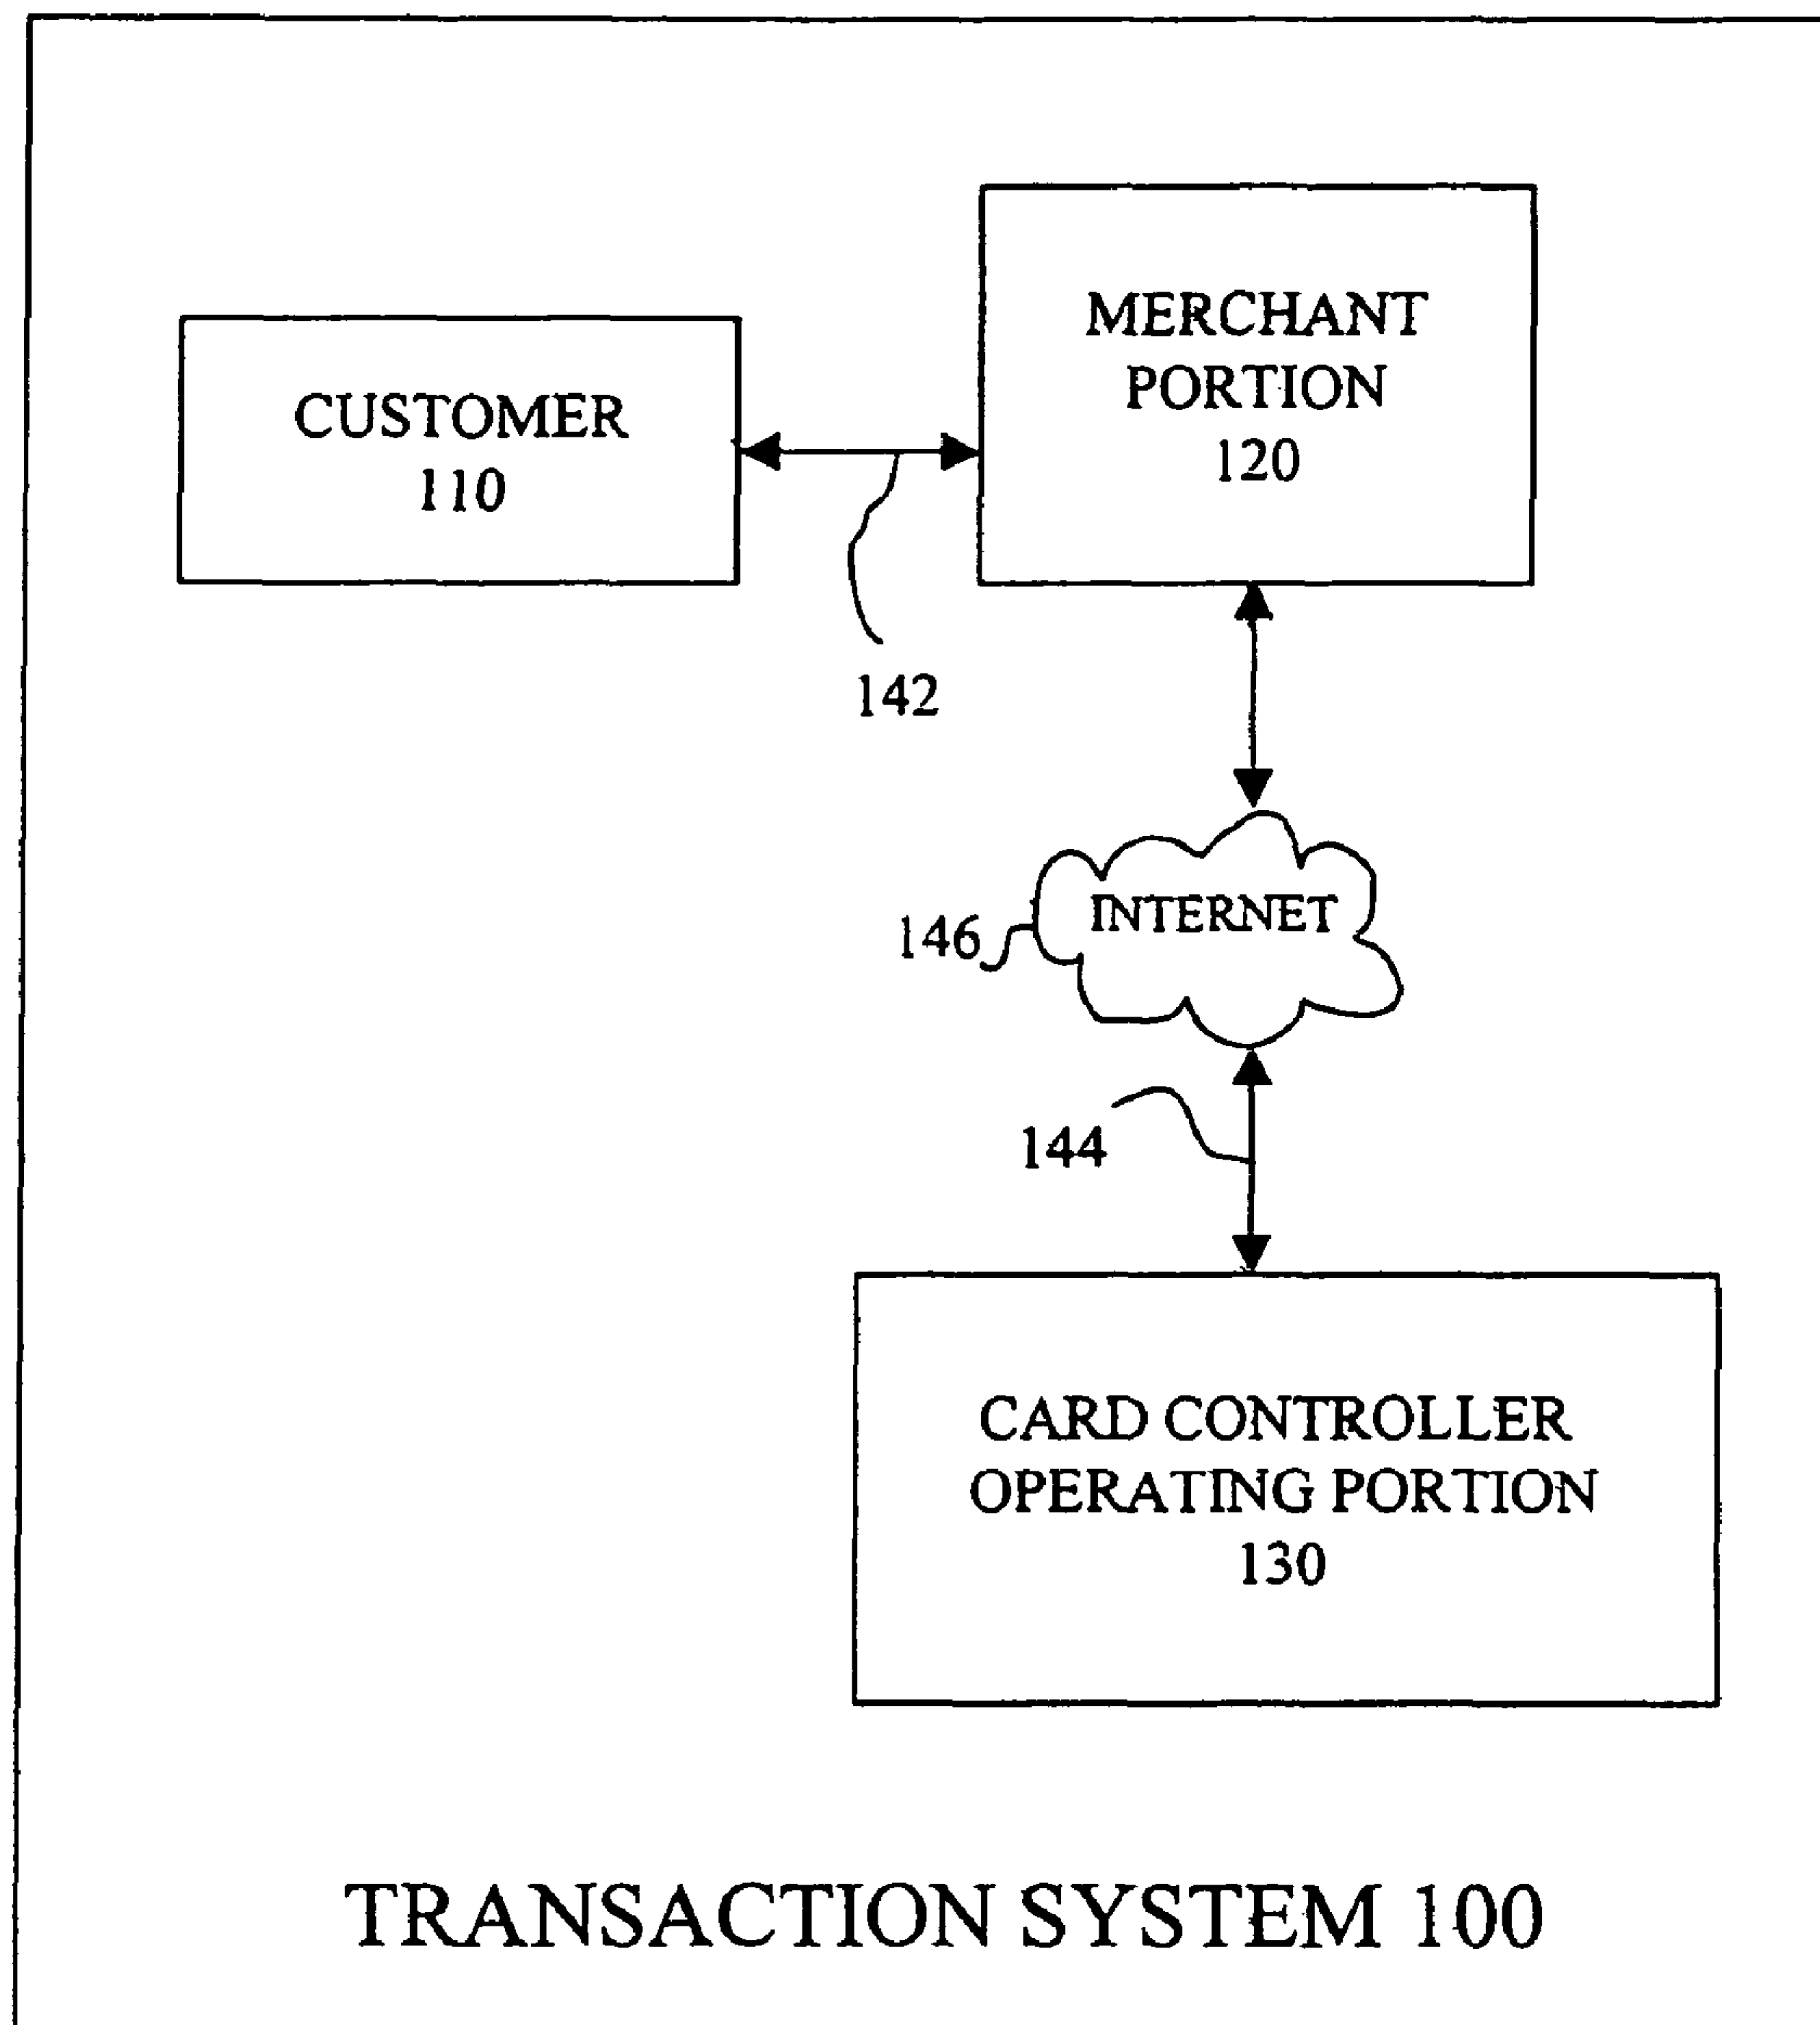 CUSTOMER
110
MERCHANT
PORTION
120
142
INTERNET
146
144
CARD CONTROLLER
OPERATING PORTION
130
TRANSACTION SYSTEM 100